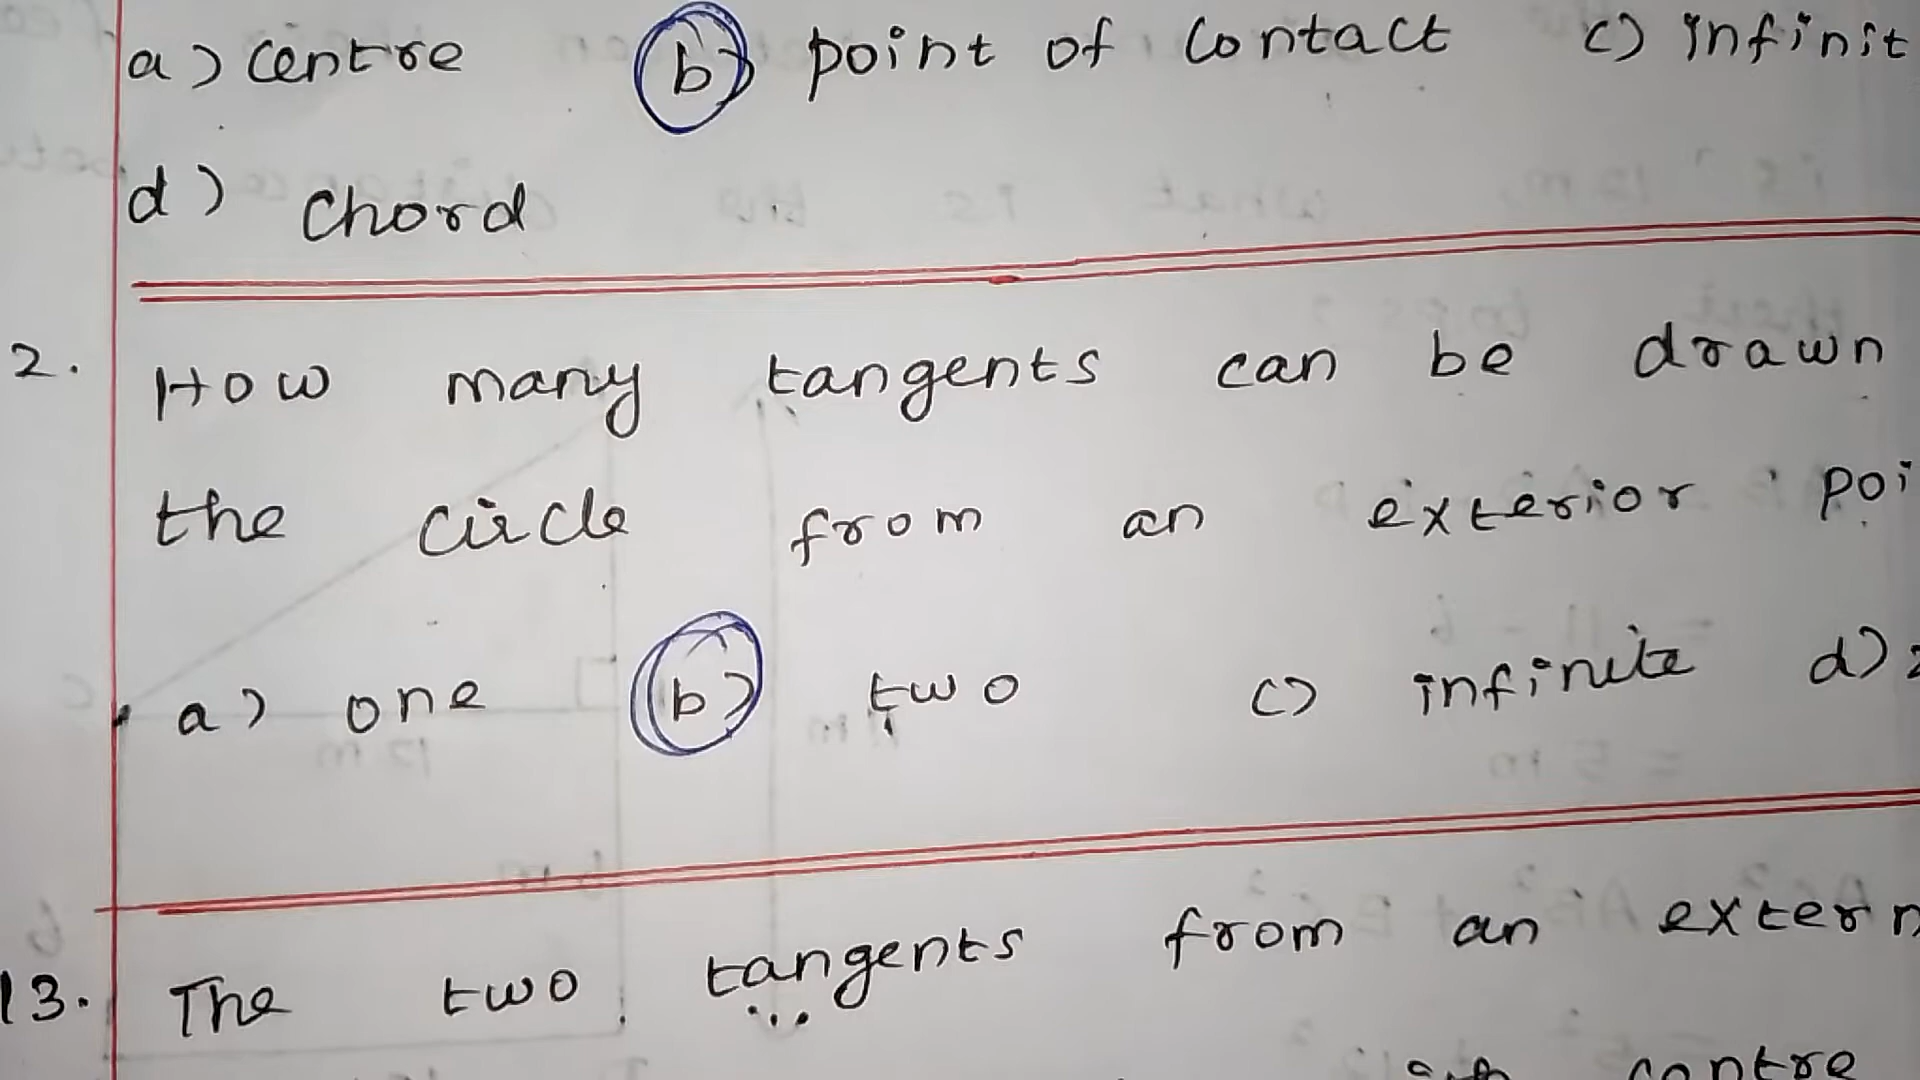 a) centre b) point of contact c) infinit
d) chord
2. How many tangents can be drawn
the circle from an exterior poi
a) one b) two c) infinite d)
13. The two tangents from an extern
centre